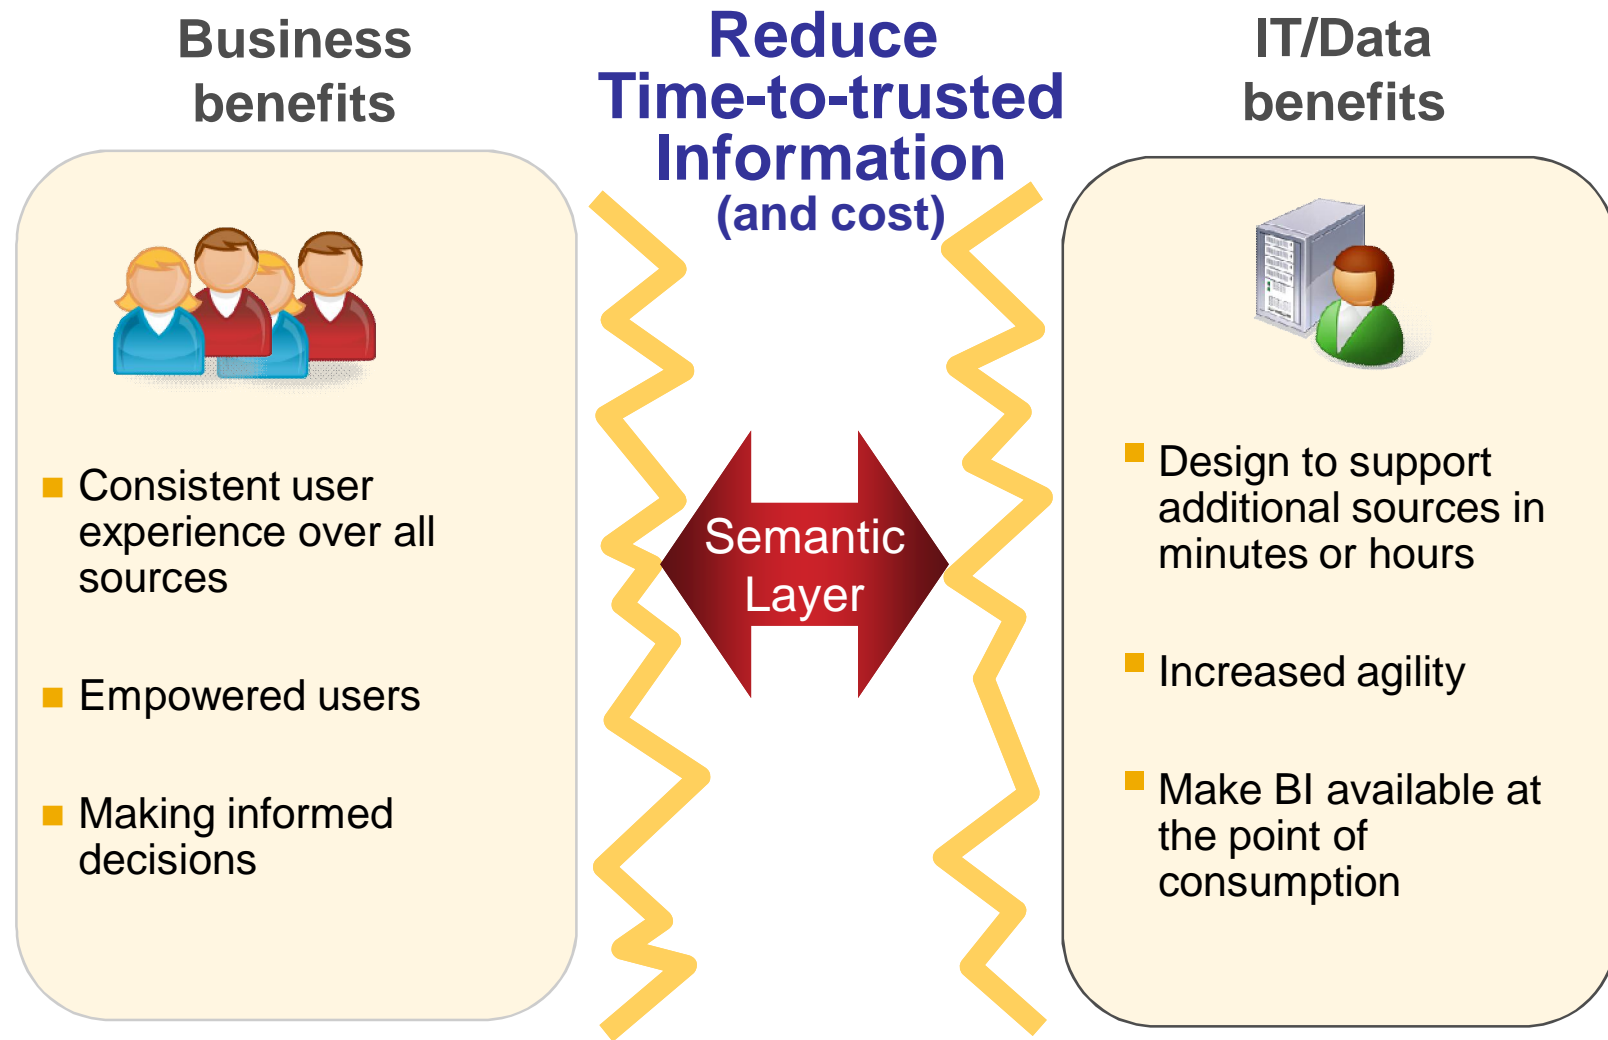 Business
benefits
Reduce
Time-to-trusted
Information
(and cost)
IT/Data
benefits
Consistent user
experience over all
sources
Empowered users
Making informed
decisions
Semantic
Layer
Design to support
additional sources in
minutes or hours
Increased agility
Make BI available at
the point of
consumption